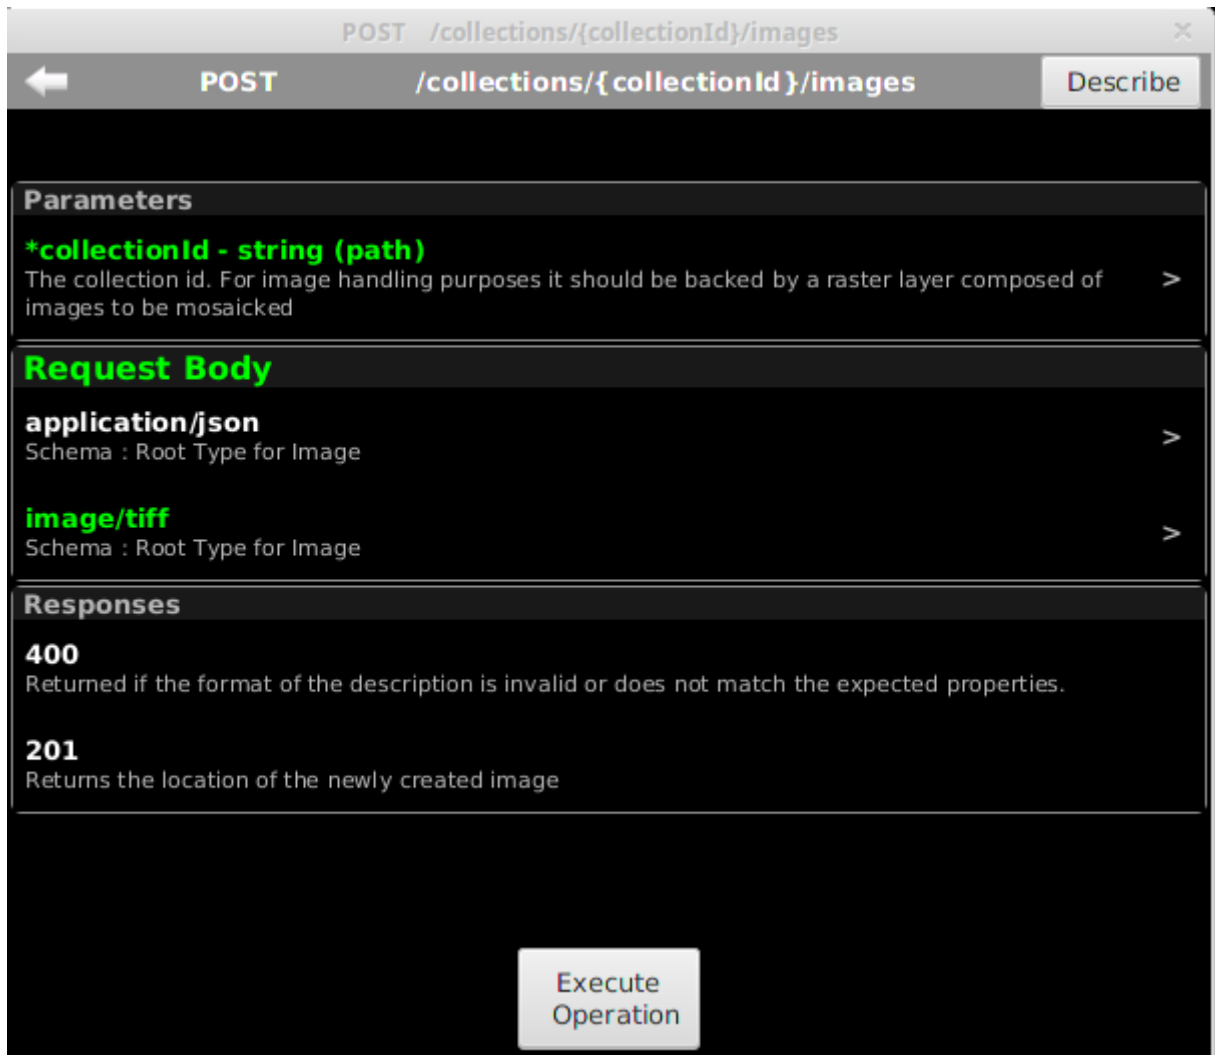 POST /collections/{collectionId}/images ×
POST /collections/{collectionId}/images Describe
Parameters
*collectionId - string (path)
The collection id. For image handling purposes it should be backed by a raster layer composed of
images to be mosaicked
>
Request Body
application/json
Schema : Root Type for Image
>
image/tiff
Schema : Root Type for Image
>
Responses
400
Returned if the format of the description is invalid or does not match the expected properties.
201
Returns the location of the newly created image
Execute
Operation